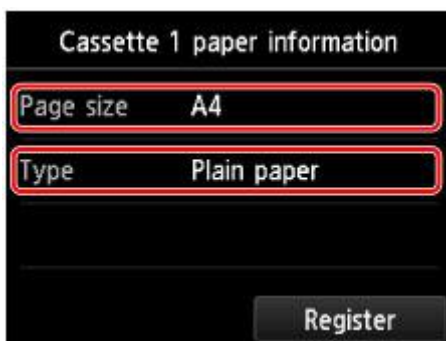 Cassette 1 paper information
Page size A4
Type Plain paper
Register